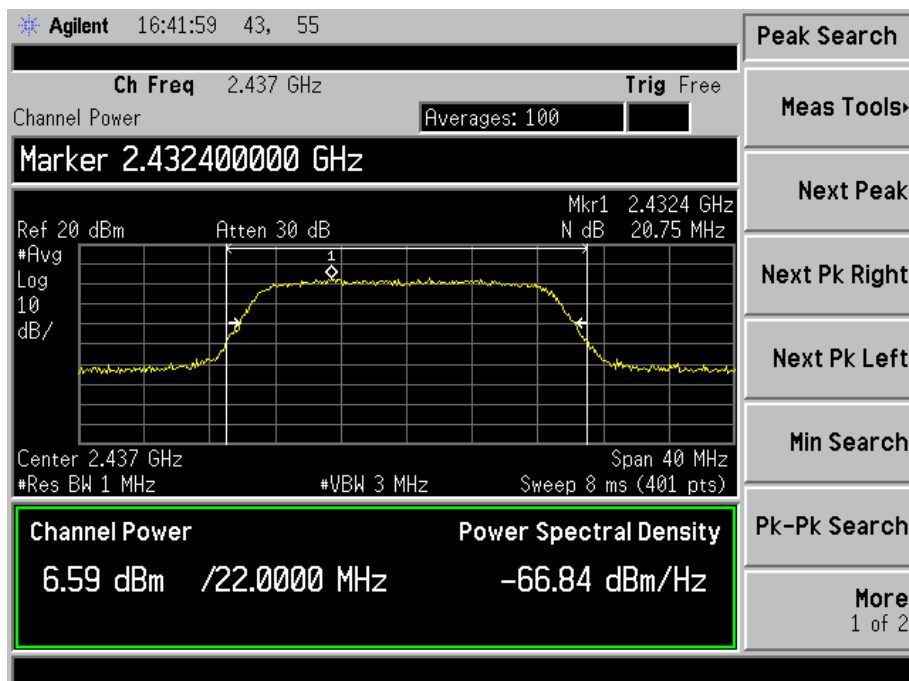 Agilent 16:41:59 43, 55
Peak Search
Ch Freq 2.437 GHz Trig Free
Channel Power Averages: 100
Meas Tools
Marker 2.432400000 GHz
Next Peak
Mkr1 2.4324 GHz
Ref 20 dBm Atten 30 dB N dB 20.75 MHz
#Avg
Log
10
dB/
1
Next Pk Right
Next Pk Left
Min Search
Center 2.437 GHz Span 40 MHz
#Res BW 1 MHz #VBW 3 MHz Sweep 8 ms (401 pts)
Channel Power Power Spectral Density
Pk-Pk Search
6.59 dBm /22.0000 MHz -66.84 dBm/Hz
More
1 of 2